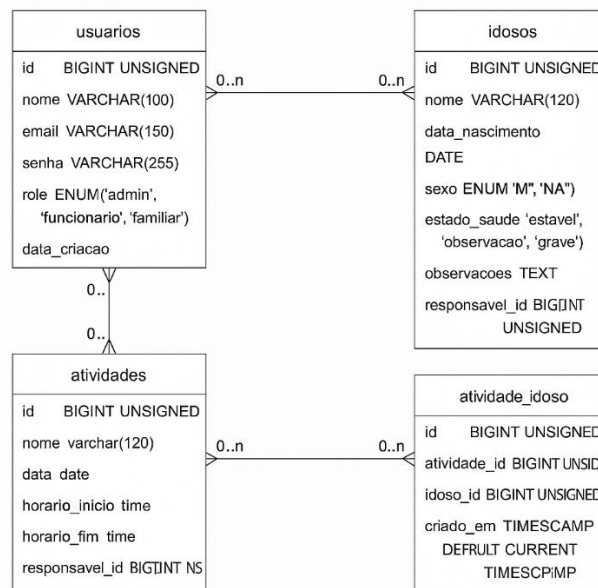 usuarios
id BIGINT UNSIGNED
nome VARCHAR(100)
email VARCHAR(150)
senha VARCHAR(255)
role ENUM('admin',
'funcionario', 'familiar')
data_criacao
0..n
0..n
idosos
id BIGINT UNSIGNED
nome VARCHAR(120)
data_nascimento
DATE
sexo ENUM 'M", 'NA")
estado_saude 'estavel',
'observacao', 'grave')
observacoes TEXT
responsavel_id
UNSIGNED
0..
0..
atividades
id BIGINT UNSIGNED
nome varchar(120)
data date
horario_inicio time
horario_fim time
responsavel_id NS
0..n
0..n
atividade_idoso
id BIGINT UNSIGNED
atividade_id BIGINT UNSID
idoso_id BIGINT UNSIGNED
criado_em TIMESCAMP
DEFRULT CURRENT